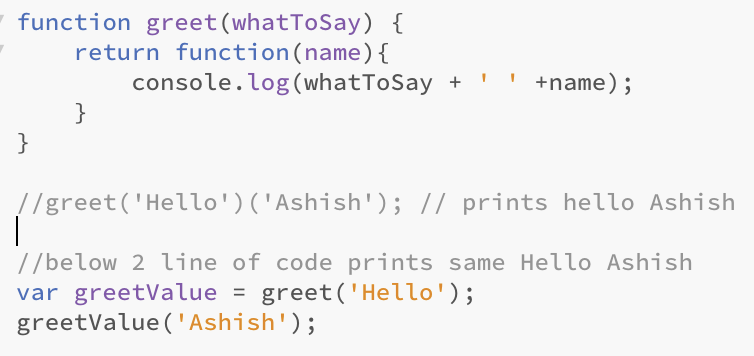 function greet(whatToSay) {
    return function(name){
        console.log(whatToSay + ' ' +name);
    }
}
//greet('Hello')('Ashish'); // prints hello Ashish
//below 2 line of code prints same Hello Ashish
var greetValue = greet('Hello');
greetValue('Ashish');